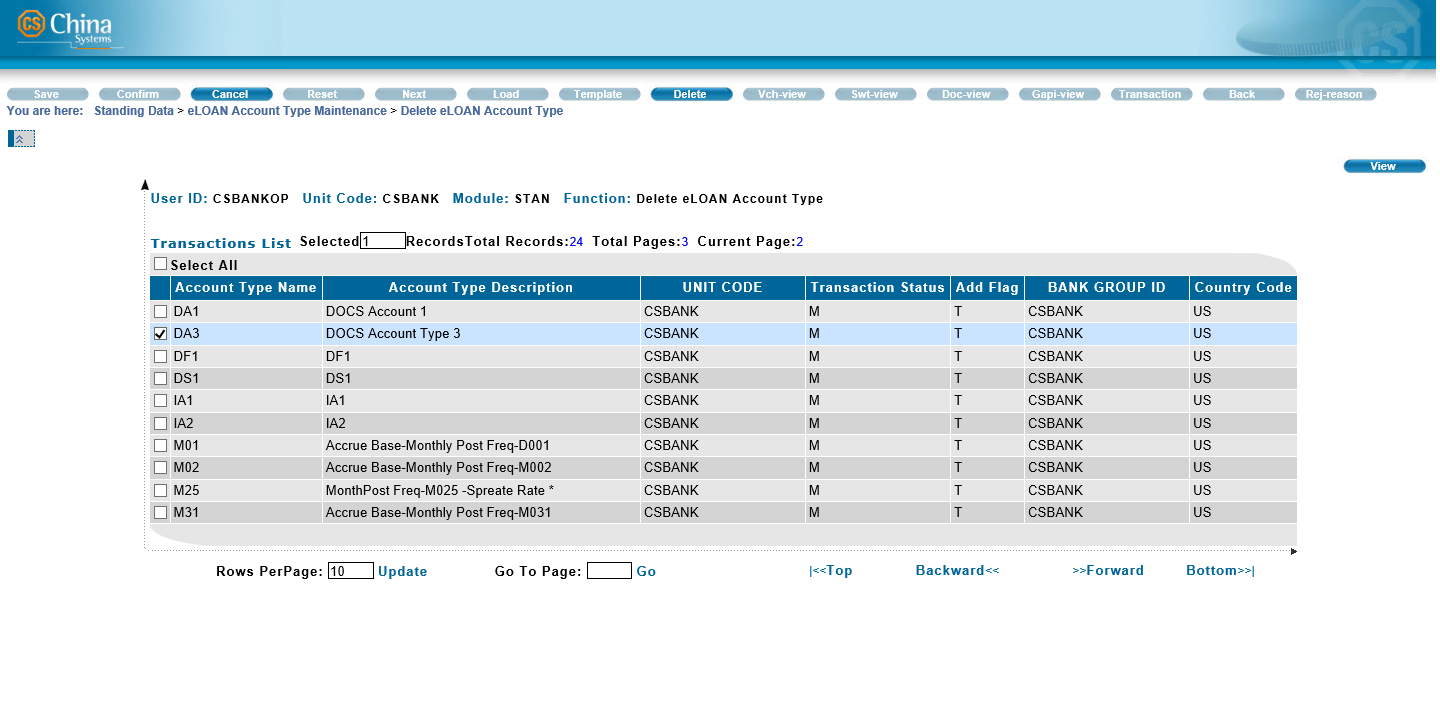 CS China
Systems
Save Confirm Cancel Reset Next Load Template Delete Vch-view Swt-view Doc-view Gapi-view Transaction Back Rej-reason
You are here: Standing Data > eLOAN Account Type Maintenance > Delete eLOAN Account Type
View
User ID: CSBANKOP Unit Code: CSBANK Module: STAN Function: Delete eLOAN Account Type
Transactions List Selected 1 RecordsTotal Records:24 Total Pages:3 Current Page:2
Select All
Account Type Name Account Type Description UNIT CODE Transaction Status Add Flag BANK GROUP ID Country Code
DA1 DOCS Account 1 CSBANK M T CSBANK US
DA3 DOCS Account Type 3 CSBANK M T CSBANK US
DF1 DF1 CSBANK M T CSBANK US
DS1 DS1 CSBANK M T CSBANK US
IA1 IA1 CSBANK M T CSBANK US
IA2 IA2 CSBANK M T CSBANK US
M01 Accrue Base-Monthly Post Freq-D001 CSBANK M T CSBANK US
M02 Accrue Base-Monthly Post Freq-M002 CSBANK M T CSBANK US
M25 MonthPost Freq-M025 -Spreate Rate * CSBANK M T CSBANK US
M31 Accrue Base-Monthly Post Freq-M031 CSBANK M T CSBANK US
Rows PerPage: 10 Update Go To Page: Go |<<Top Backward<< >>Forward Bottom>>|